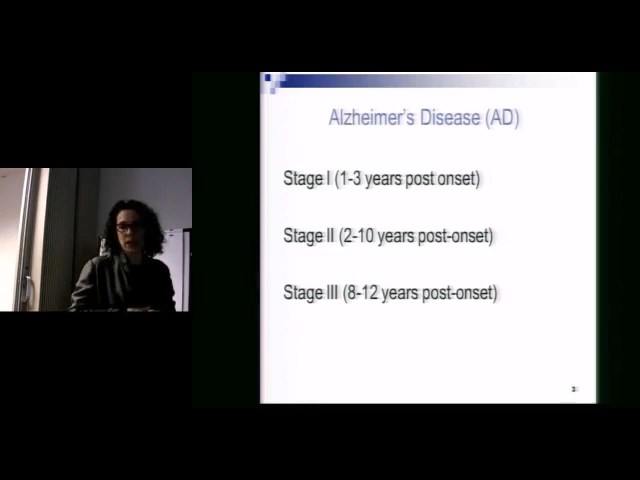 Alzheimer's Disease (AD)
Stage I (1-3 years post onset)
Stage II (2-10 years post-onset)
Stage III (8-12 years post-onset)
3